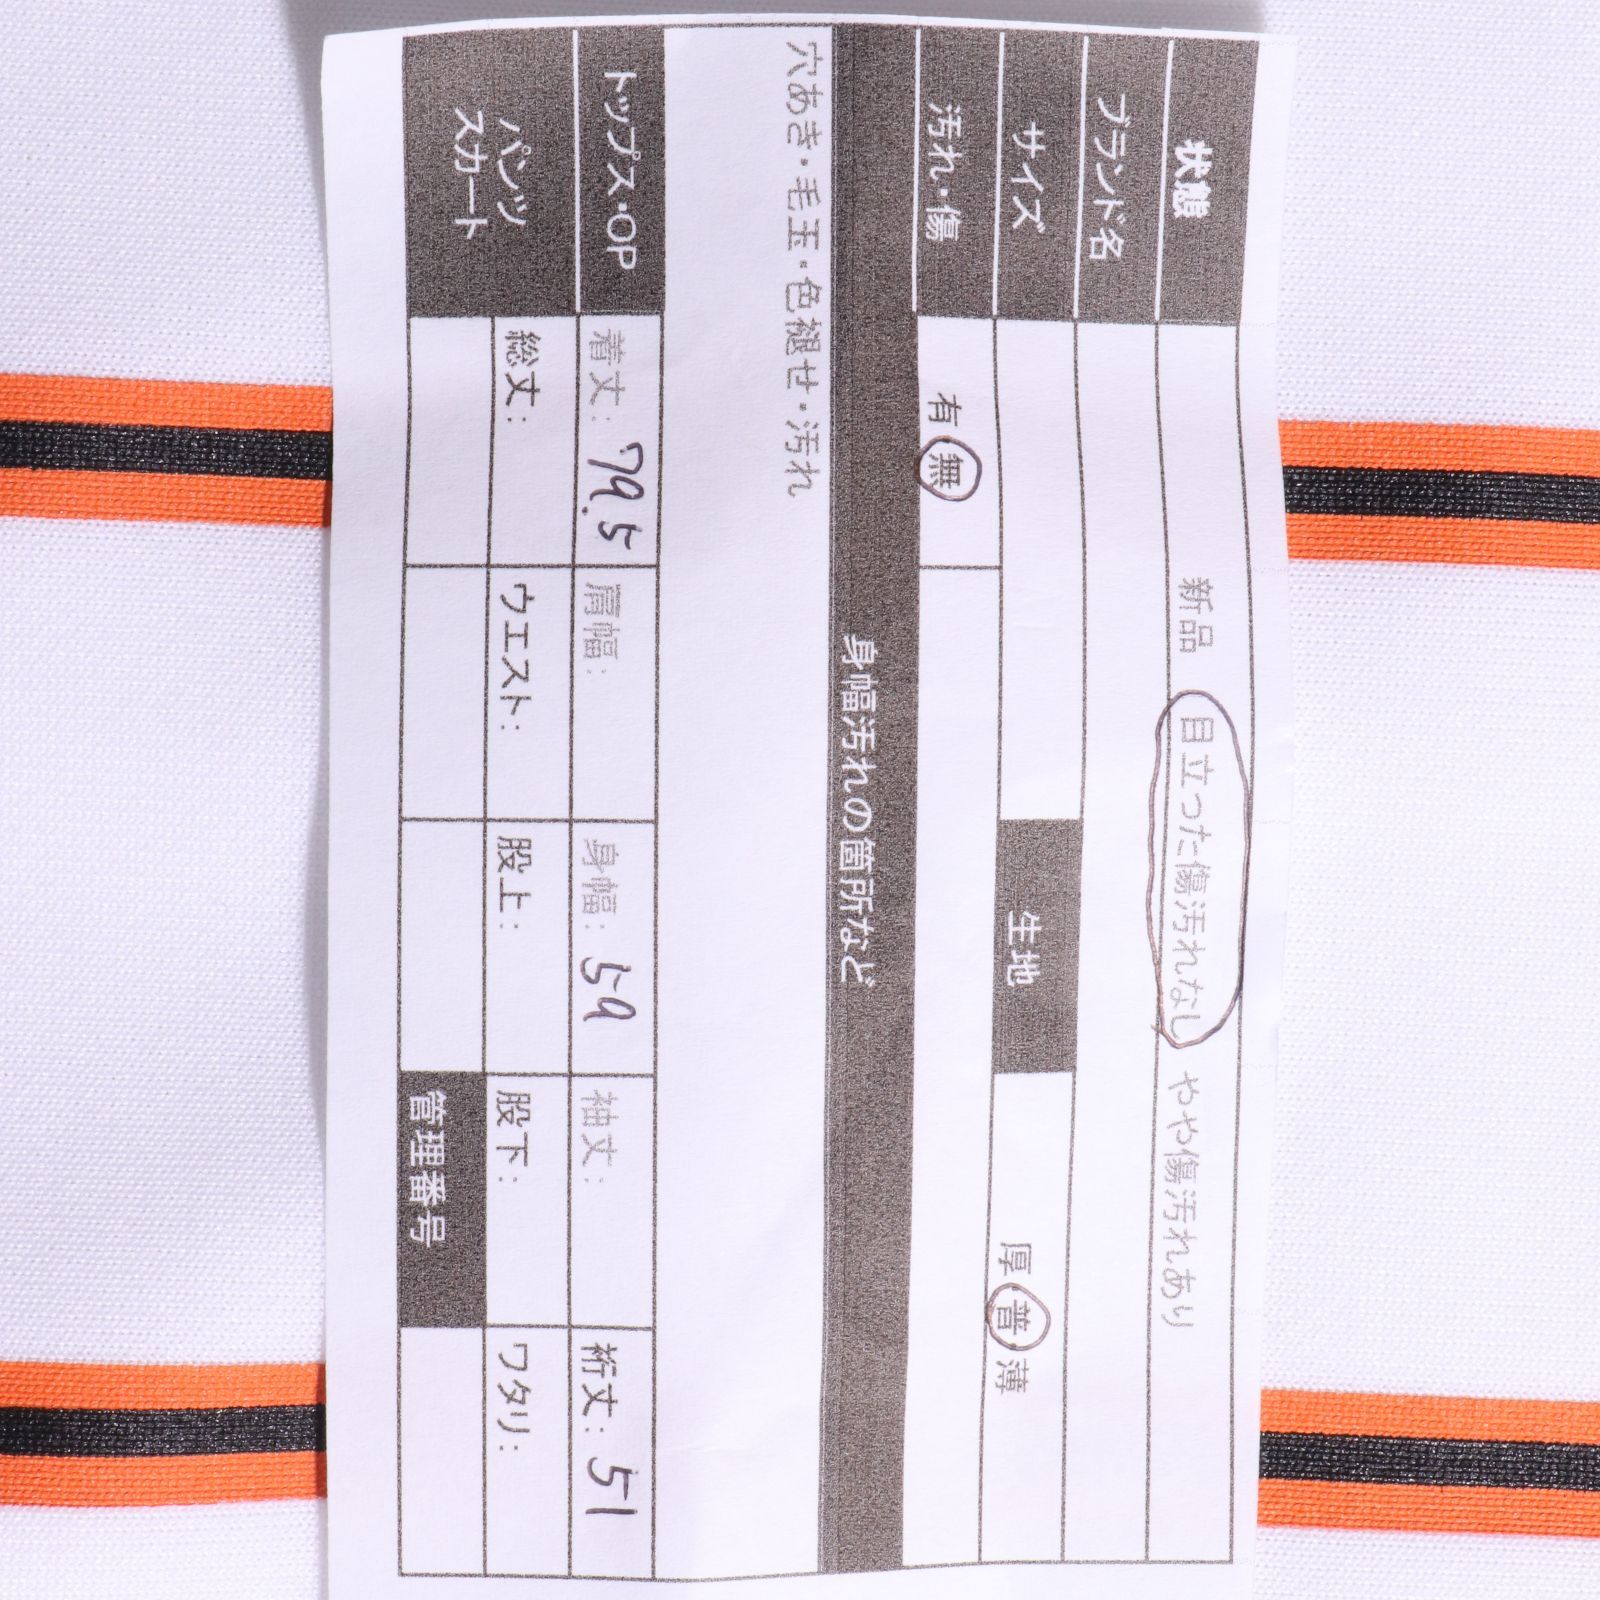 状態 新品 目立った傷汚れなし やや傷汚れあり
ブランド名
サイズ 生地 厚 普 薄
汚れ・傷 有 無
身幅汚れの箇所など
穴あき・毛玉・色褪せ・汚れ
トップス・OP 着丈: 79.5 肩幅: 身幅: 59 袖丈: 裄丈: 51
パンツ 総丈: ウエスト: 股上: 股下: ワタリ:
スカート
管理番号